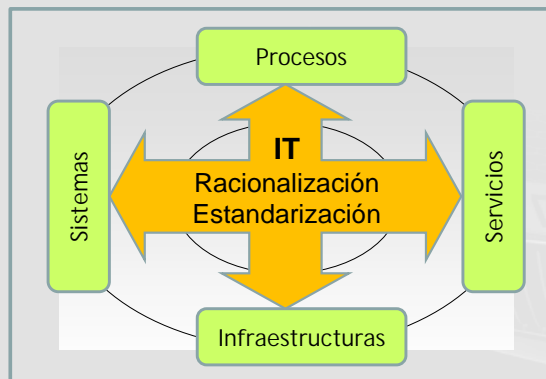 Procesos
Sistemas
IT
Racionalización
Estandarización
Servicios
Infraestructuras